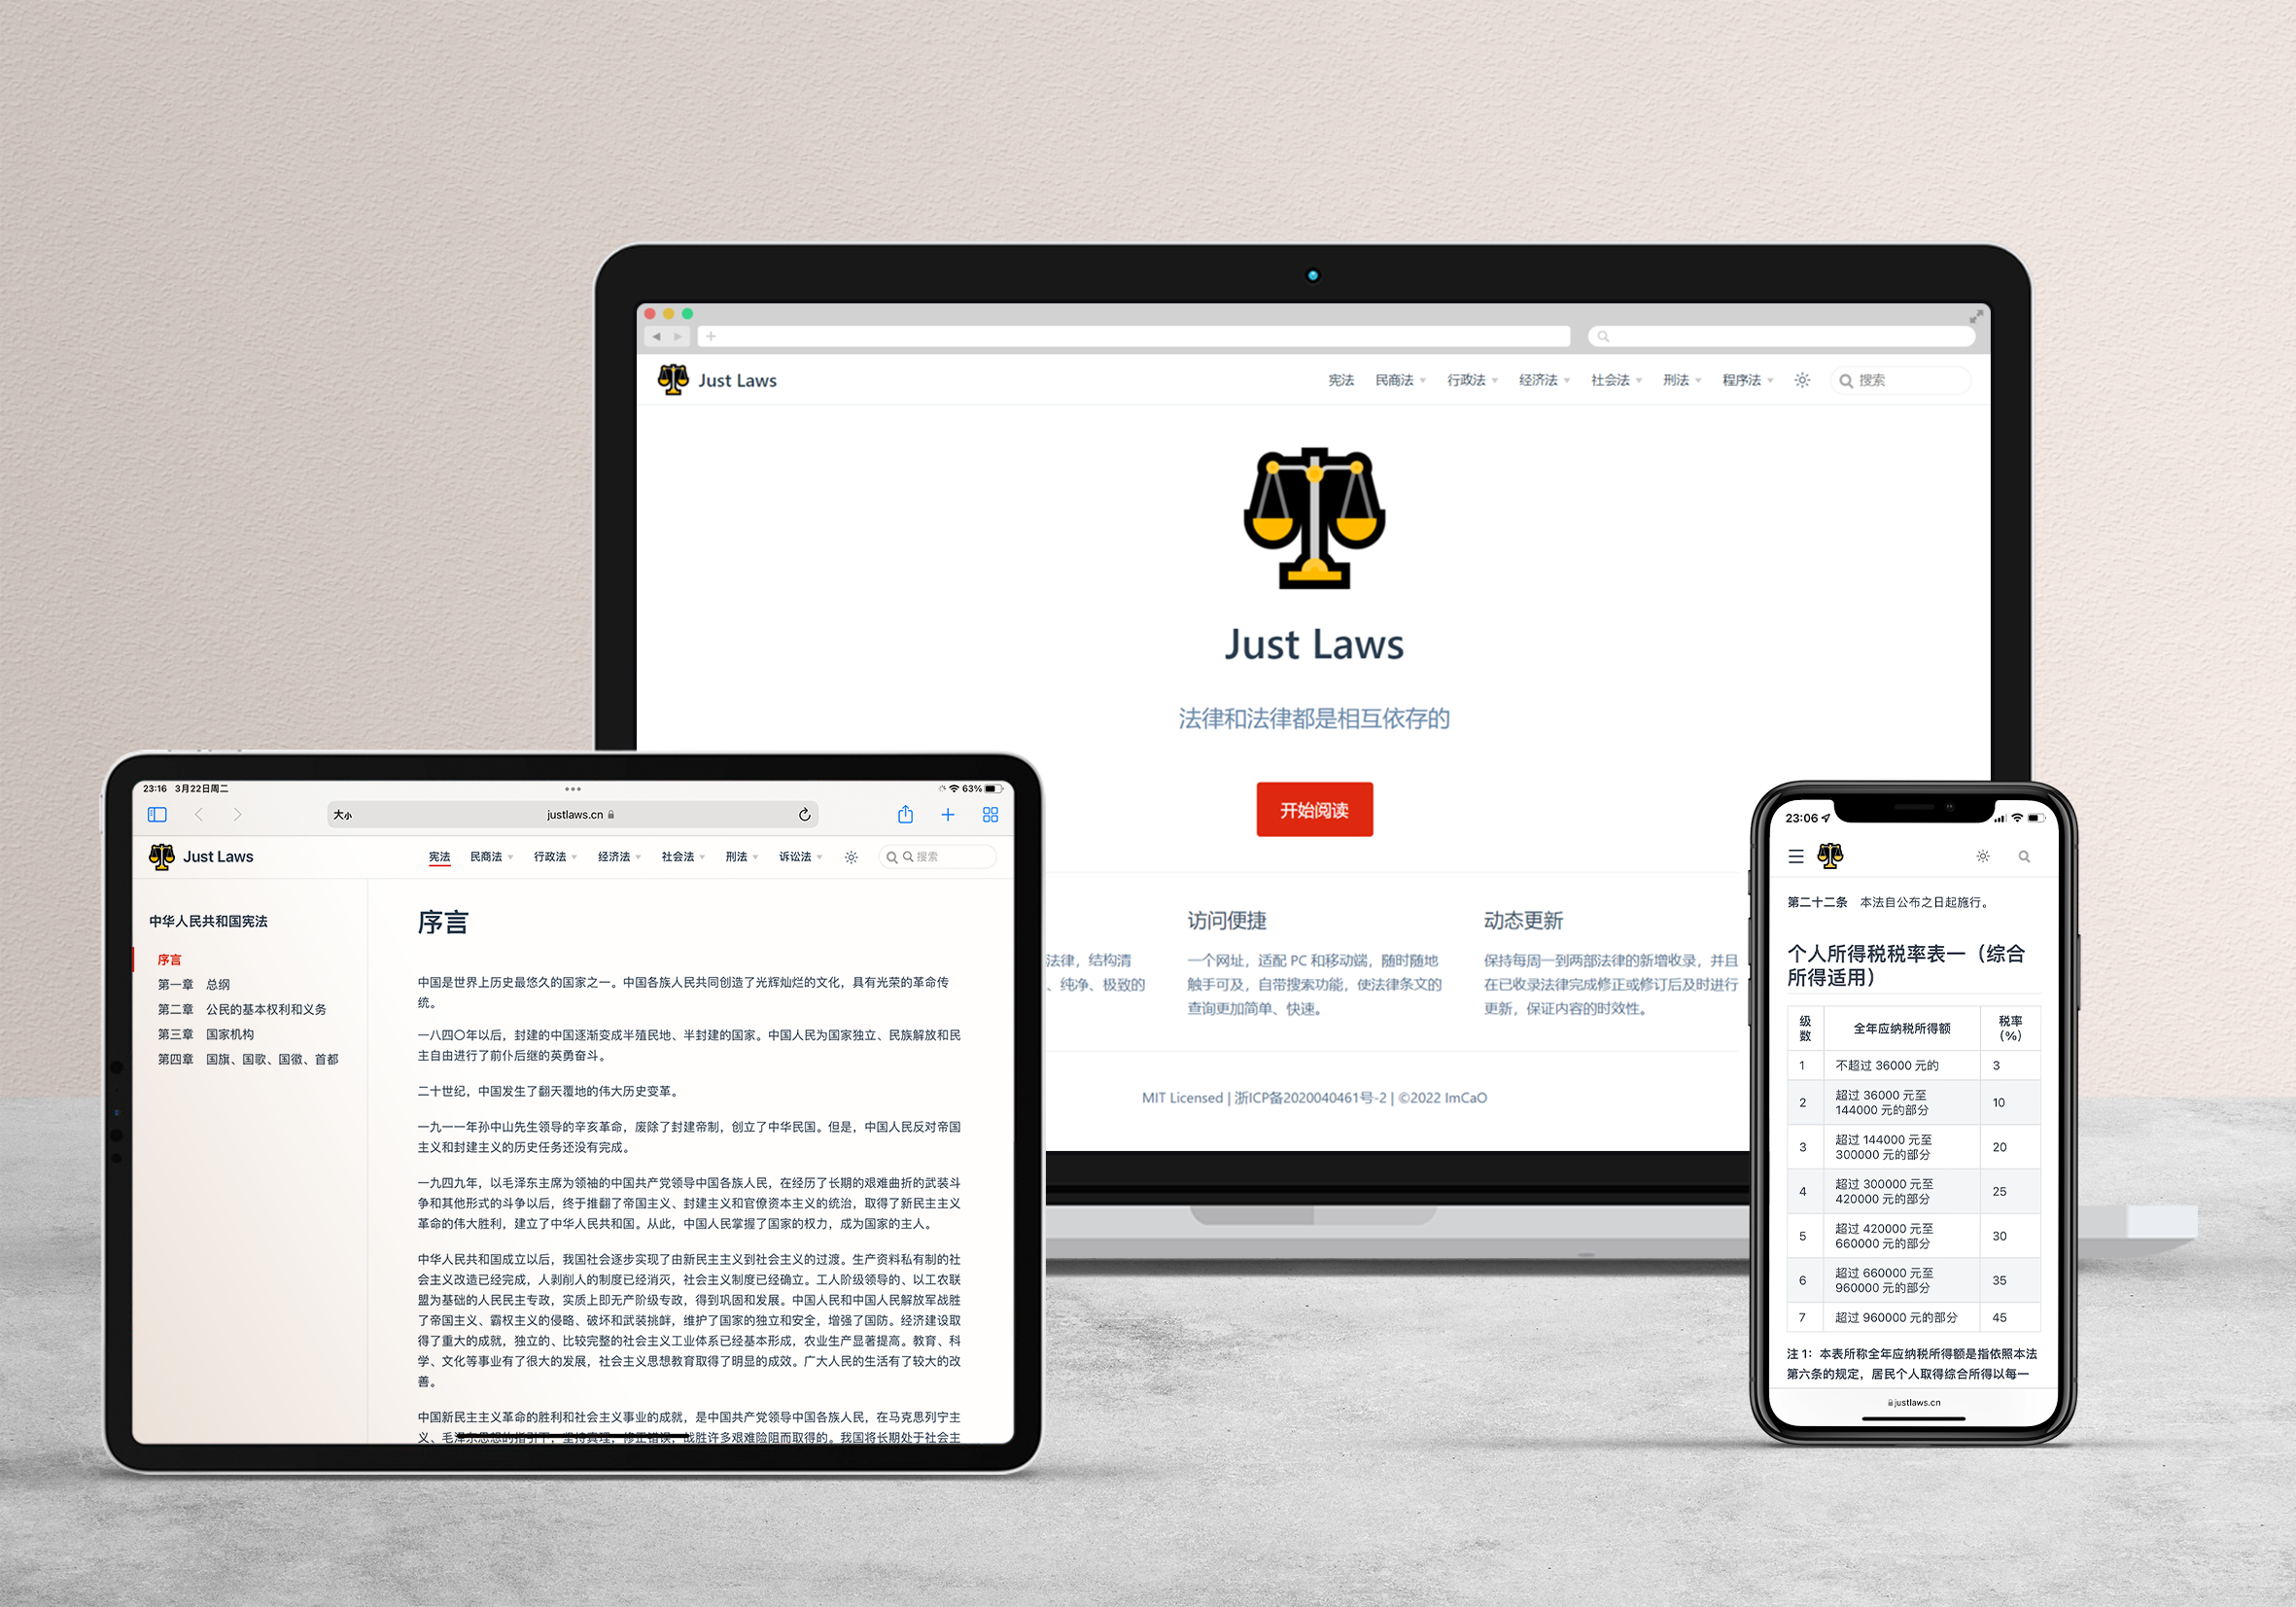 Just Laws
宪法 民商法 行政法 经济法 社会法 刑法 程序法 搜索
Just Laws
法律和法律都是相互依存的
开始阅读
法律，结构清
、纯净、极致的
访问便捷
一个网址，适配 PC 和移动端，随时随地
触手可及，自带搜索功能，使法律条文的
查询更加简单、快速。
动态更新
保持每周一到两部法律的新增收录，并且
在已收录法律完成修正或修订后及时进行
更新，保证内容的时效性。
MIT Licensed | 浙ICP备2020040461号-2 | ©2022 ImCaO
23:16 3月22日周二 63%
大小 justlaws.cn
Just Laws
宪法 民商法 行政法 经济法 社会法 刑法 诉讼法 搜索
中华人民共和国宪法
序言
第一章 总纲
第二章 公民的基本权利和义务
第三章 国家机构
第四章 国旗、国歌、国徽、首都
序言
中国是世界上历史最悠久的国家之一。中国各族人民共同创造了光辉灿烂的文化，具有光荣的革命传
统。
一八四〇年以后，封建的中国逐渐变成半殖民地、半封建的国家。中国人民为国家独立、民族解放和民
主自由进行了前仆后继的英勇奋斗。
二十世纪，中国发生了翻天覆地的伟大历史变革。
一九一一年孙中山先生领导的辛亥革命，废除了封建帝制，创立了中华民国。但是，中国人民反对帝国
主义和封建主义的历史任务还没有完成。
一九四九年，以毛泽东主席为领袖的中国共产党领导中国各族人民，在经历了长期的艰难曲折的武装斗
争和其他形式的斗争以后，终于推翻了帝国主义、封建主义和官僚资本主义的统治，取得了新民主主义
革命的伟大胜利，建立了中华人民共和国。从此，中国人民掌握了国家的权力，成为国家的主人。
中华人民共和国成立以后，我国社会逐步实现了由新民主主义到社会主义的过渡。生产资料私有制的社
会主义改造已经完成，人剥削人的制度已经消灭，社会主义制度已经确立。工人阶级领导的、以工农联
盟为基础的人民民主专政，实质上即无产阶级专政，得到巩固和发展。中国人民和中国人民解放军战胜
了帝国主义、霸权主义的侵略、破坏和武装挑衅，维护了国家的独立和安全，增强了国防。经济建设取
得了重大的成就，独立的、比较完整的社会主义工业体系已经基本形成，农业生产显著提高。教育、科
学、文化等事业有了很大的发展，社会主义思想教育取得了明显的成效。广大人民的生活有了较大的改
善。
中国新民主主义革命的胜利和社会主义事业的成就，是中国共产党领导中国各族人民，在马克思列宁主
义、毛泽东思想的指引下，坚持真理，修正错误，战胜许多艰难险阻而取得的。我国将长期处于社会主
23:06
第二十二条 本法自公布之日起施行。
个人所得税税率表一（综合
所得适用）
级数 全年应纳税所得额 税率（%）
1 不超过 36000 元的 3
2 超过 36000 元至 144000 元的部分 10
3 超过 144000 元至 300000 元的部分 20
4 超过 300000 元至 420000 元的部分 25
5 超过 420000 元至 660000 元的部分 30
6 超过 660000 元至 960000 元的部分 35
7 超过 960000 元的部分 45
注 1：本表所称全年应纳税所得额是指依照本法
第六条的规定，居民个人取得综合所得以每一
justlaws.cn